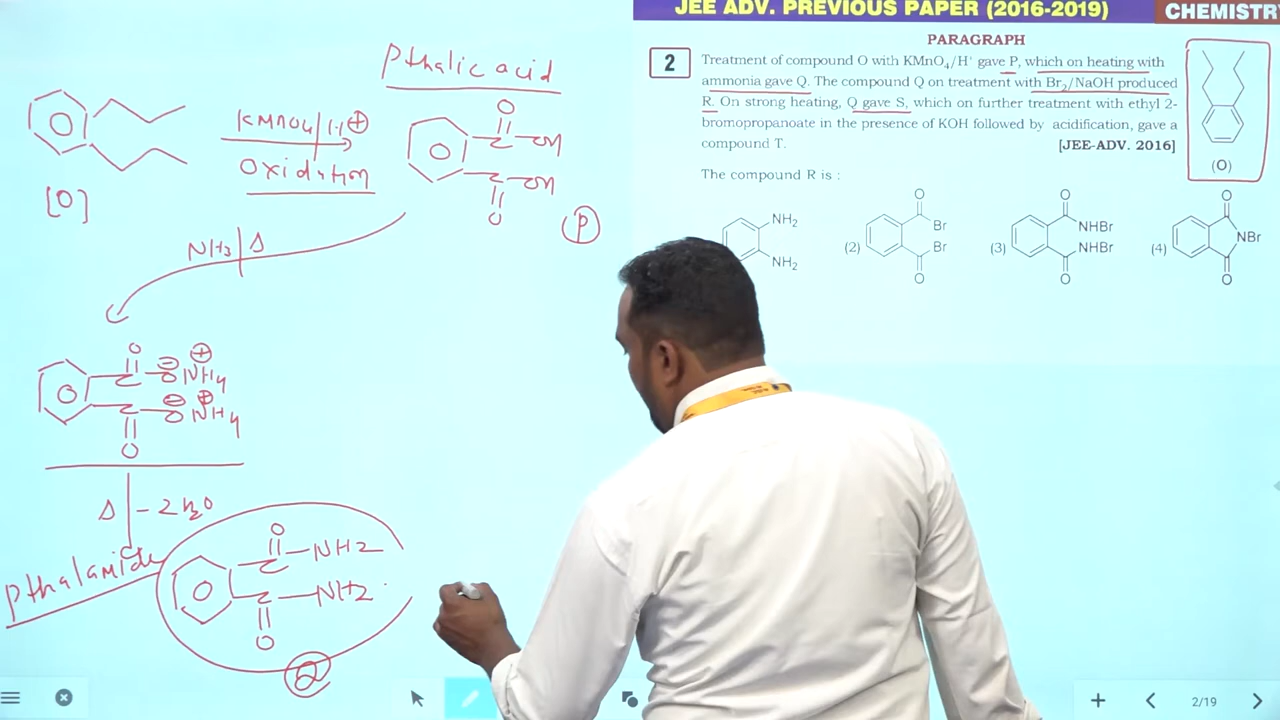 JEE ADV. PREVIOUS PAPER (2016-2019)
CHEMISTRY
PARAGRAPH
2
Treatment of compound O with KMnO₄/H⁺ gave P, which on heating with
ammonia gave Q. The compound Q on treatment with Br₂/NaOH produced
R. On strong heating, Q gave S, which on further treatment with ethyl 2-
bromopropanoate in the presence of KOH followed by acidification, gave a
compound T.
[JEE-ADV. 2016]
(O)
The compound R is :
NH₂
NH₂
(2)
O
Br
Br
O
(3)
O
NHBr
NHBr
O
(4)
O
NBr
O
Pthalic acid
O
[O]
KMnO4/H⊕
Oxidation
O
O
C-OH
C-OH
O
P
NH3/Δ
O
O
C-O⊖NH4⊕
C-O⊖NH4⊕
O
Δ -2H2O
Pthalamide
O
O
C-NH2
C-NH2
O
Q
2/19